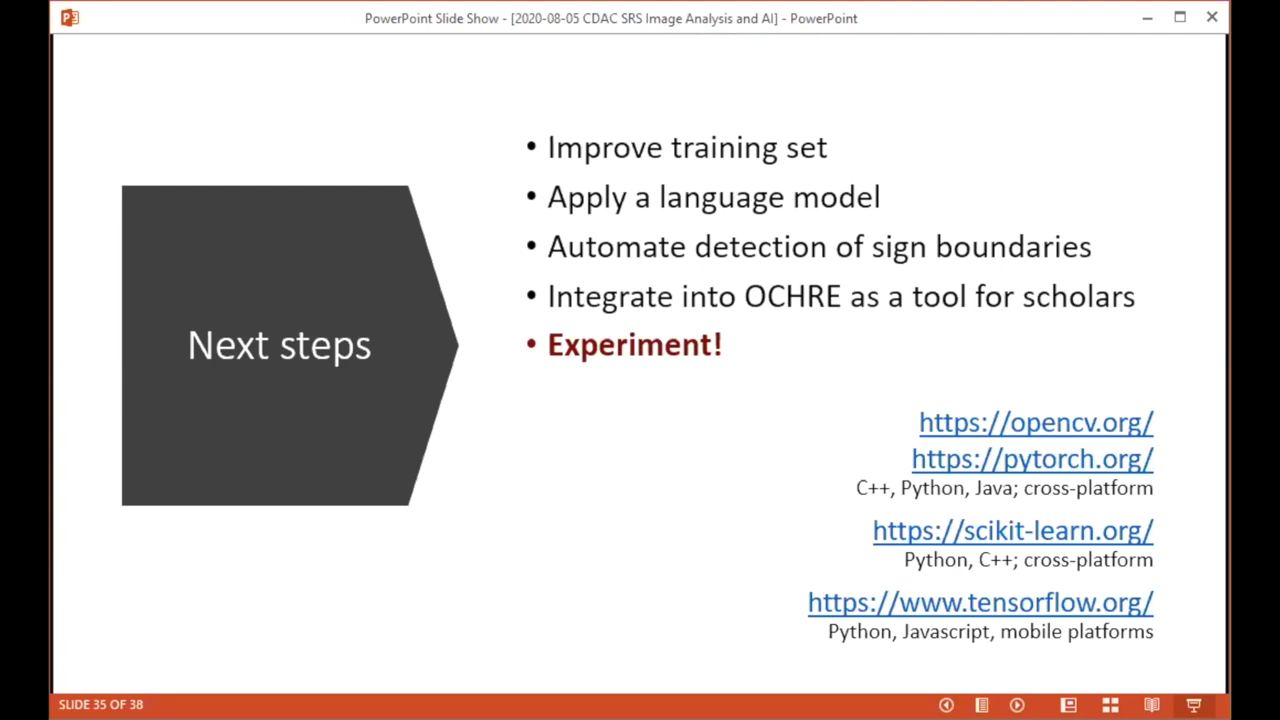 PowerPoint Slide Show - [2020-08-05 CDAC SRS Image Analysis and AI] - PowerPoint
Next steps
• Improve training set
• Apply a language model
• Automate detection of sign boundaries
• Integrate into OCHRE as a tool for scholars
• Experiment!
https://opencv.org/
https://pytorch.org/
C++, Python, Java; cross-platform
https://scikit-learn.org/
Python, C++; cross-platform
https://www.tensorflow.org/
Python, Javascript, mobile platforms
SLIDE 35 OF 38